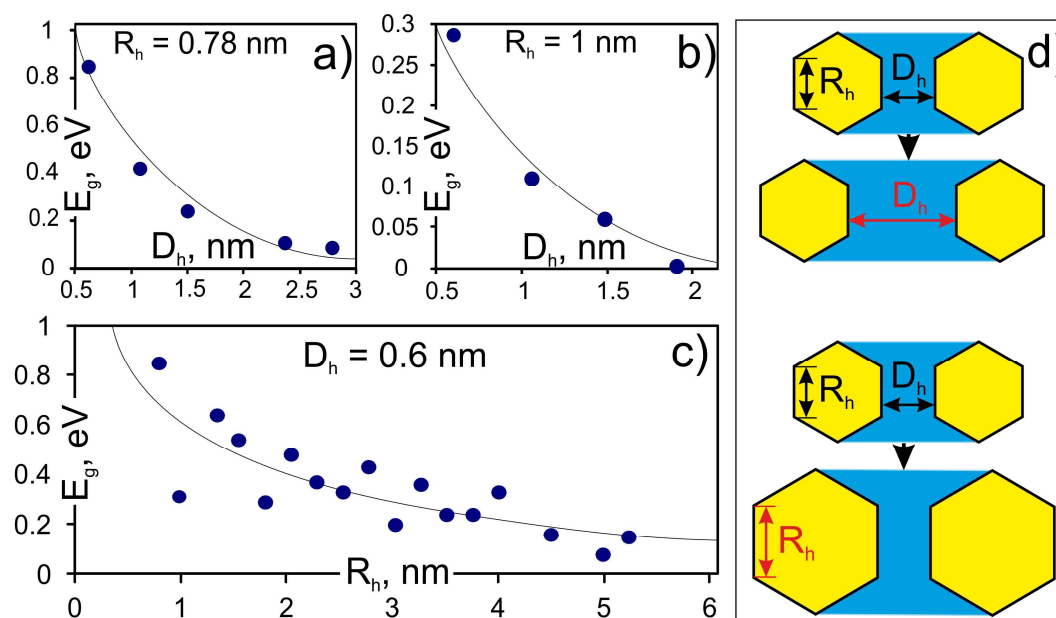 a)
R_h = 0.78 nm
E_g, eV
D_h, nm
1
0.8
0.6
0.4
0.2
0
0.5
1
1.5
2
2.5
3
b)
R_h = 1 nm
E_g, eV
D_h, nm
0.3
0.25
0.2
0.15
0.1
0.05
0
0.5
1
1.5
2
c)
D_h = 0.6 nm
E_g, eV
R_h, nm
1
0.8
0.6
0.4
0.2
0
0
1
2
3
4
5
6
d)
R_h
D_h
D_h
R_h
D_h
R_h